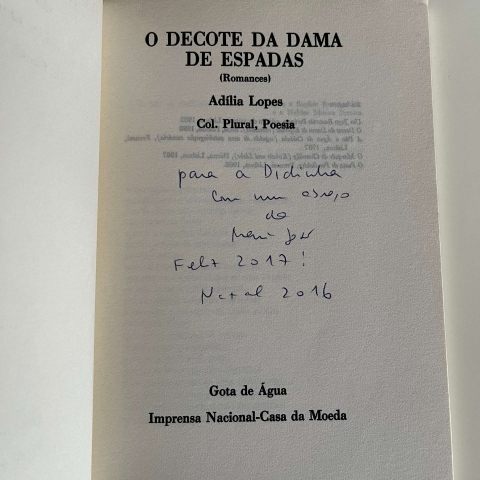 O DECOTE DA DAMA
DE ESPADAS
(Romances)
Adília Lopes
Col. Plural, Poesia
para a Didinha
com um
do
Feliz 2017!
Natal 2016
Gota de Água
Imprensa Nacional-Casa da Moeda